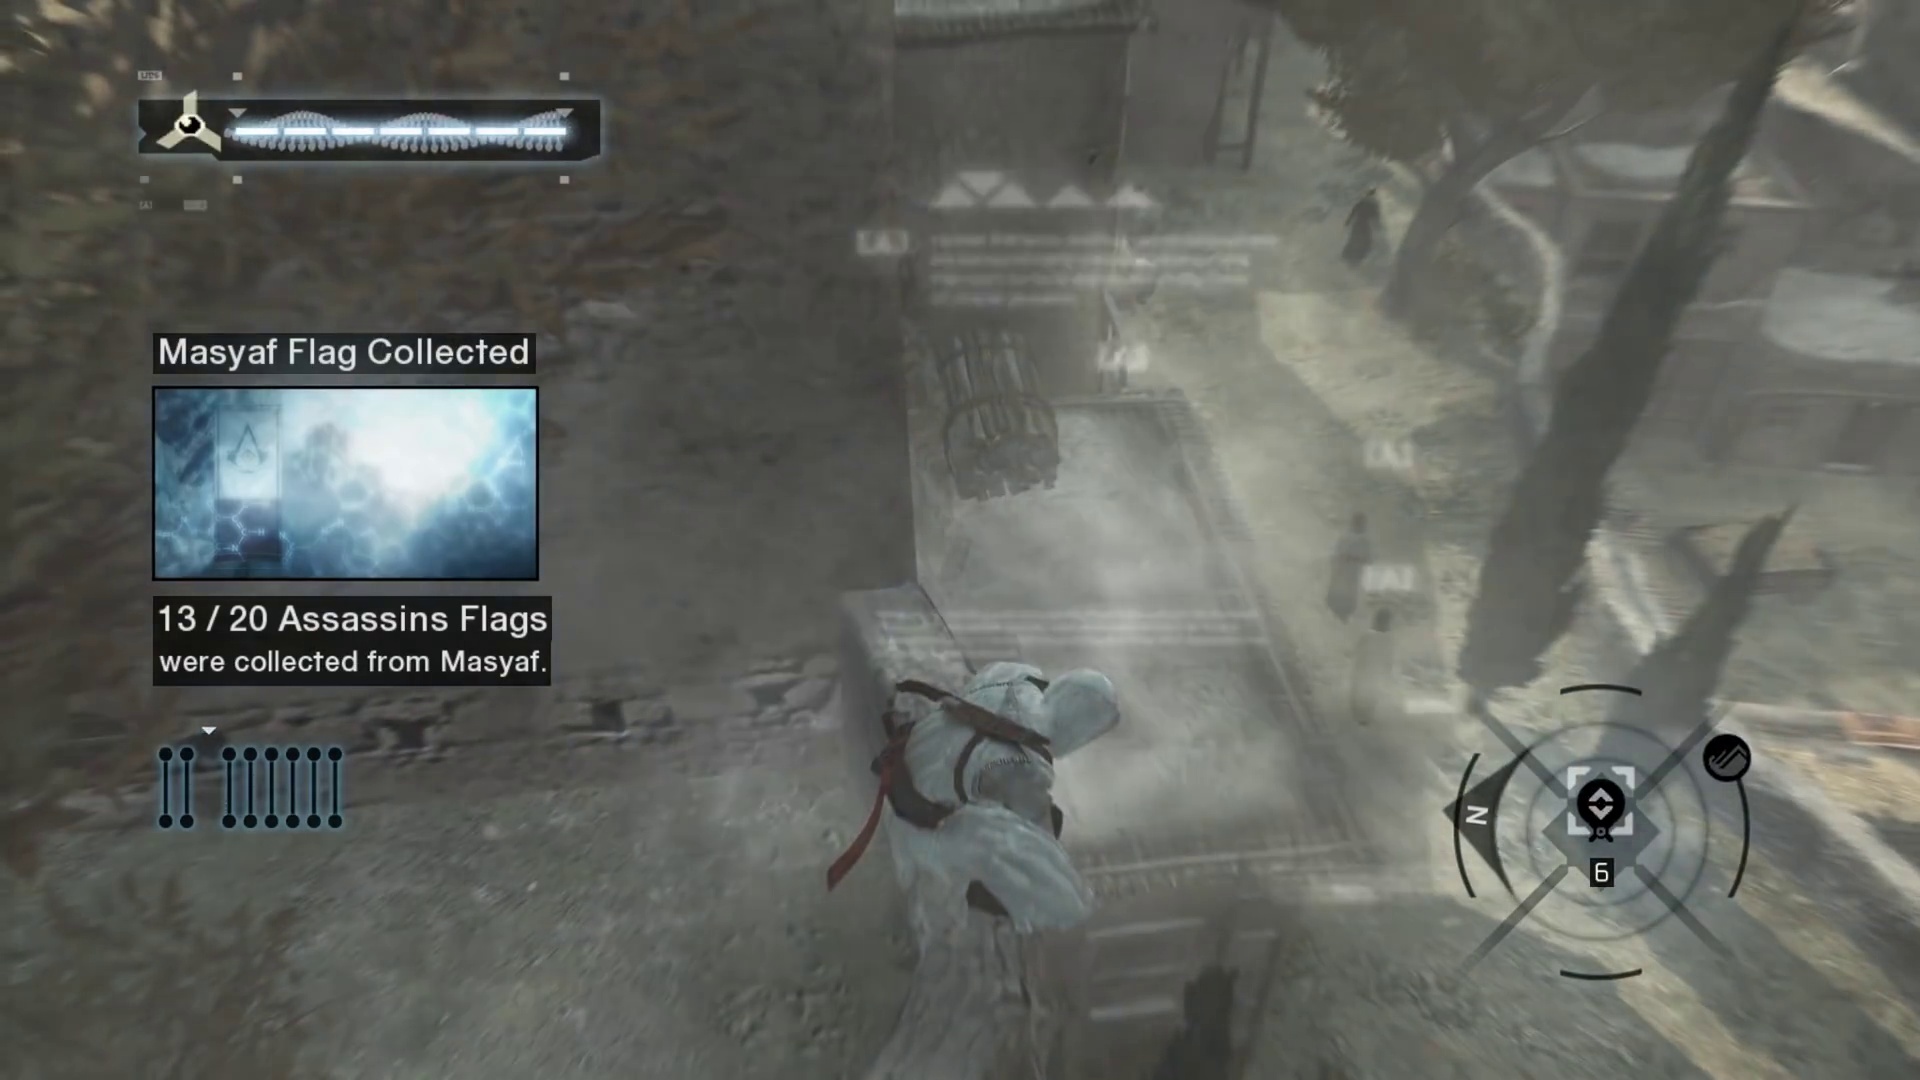 Masyaf Flag Collected
13 / 20 Assassins Flags
were collected from Masyaf.
N
6